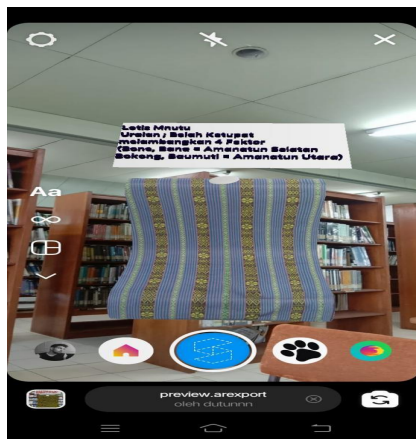 Lotis Mnutu
Uraian / Belah Ketupat
melambangkan 4 Faktor
(Bone, Bane = Amanatun Selatan
Bokong, Baumuti = Amanatun Utara)
Aa
preview.arexport
oleh dutunnn